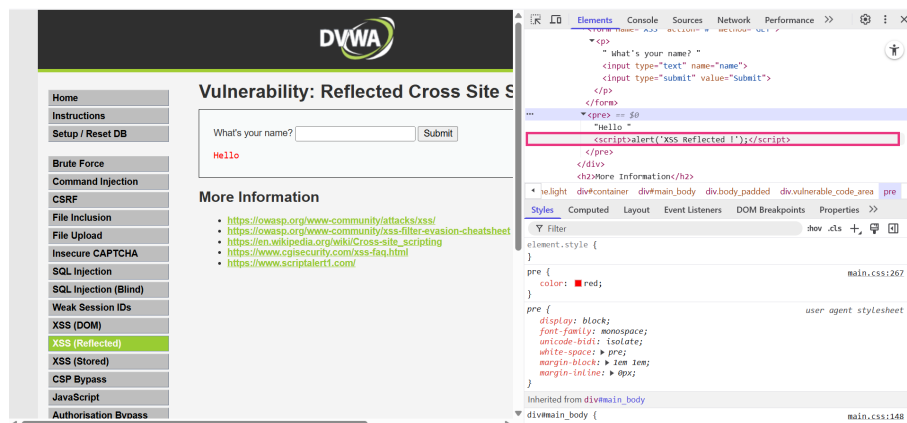 DVWA
Home
Instructions
Setup / Reset DB
Brute Force
Command Injection
CSRF
File Inclusion
File Upload
Insecure CAPTCHA
SQL Injection
SQL Injection (Blind)
Weak Session IDs
XSS (DOM)
XSS (Reflected)
XSS (Stored)
CSP Bypass
JavaScript
Authorisation Bypass
Vulnerability: Reflected Cross Site S
What's your name? Submit
Hello
More Information
https://owasp.org/www-community/attacks/xss/
https://owasp.org/www-community/xss-filter-evasion-cheatsheet
https://en.wikipedia.org/wiki/Cross-site_scripting
https://www.cgisecurity.com/xss-faq.html
https://www.scriptalert1.com/
Elements Console Sources Network Performance
<form name="XSS" action="#" method="GET">
<p>
" What's your name? "
<input type="text" name="name">
<input type="submit" value="Submit">
</p>
</form>
<pre> == $0
"Hello "
<script>alert('XSS Reflected !');</script>
</pre>
</div>
<h2>More Information</h2>
ne.light div#container div#main_body div.body_padded div.vulnerable_code_area pre
Styles Computed Layout Event Listeners DOM Breakpoints Properties
Filter :hov .cls
element.style {
}
pre { main.css:267
color: red;
}
pre { user agent stylesheet
display: block;
font-family: monospace;
unicode-bidi: isolate;
white-space: pre;
margin-block: 1em 1em;
margin-inline: 0px;
}
Inherited from div#main_body
div#main_body { main.css:148